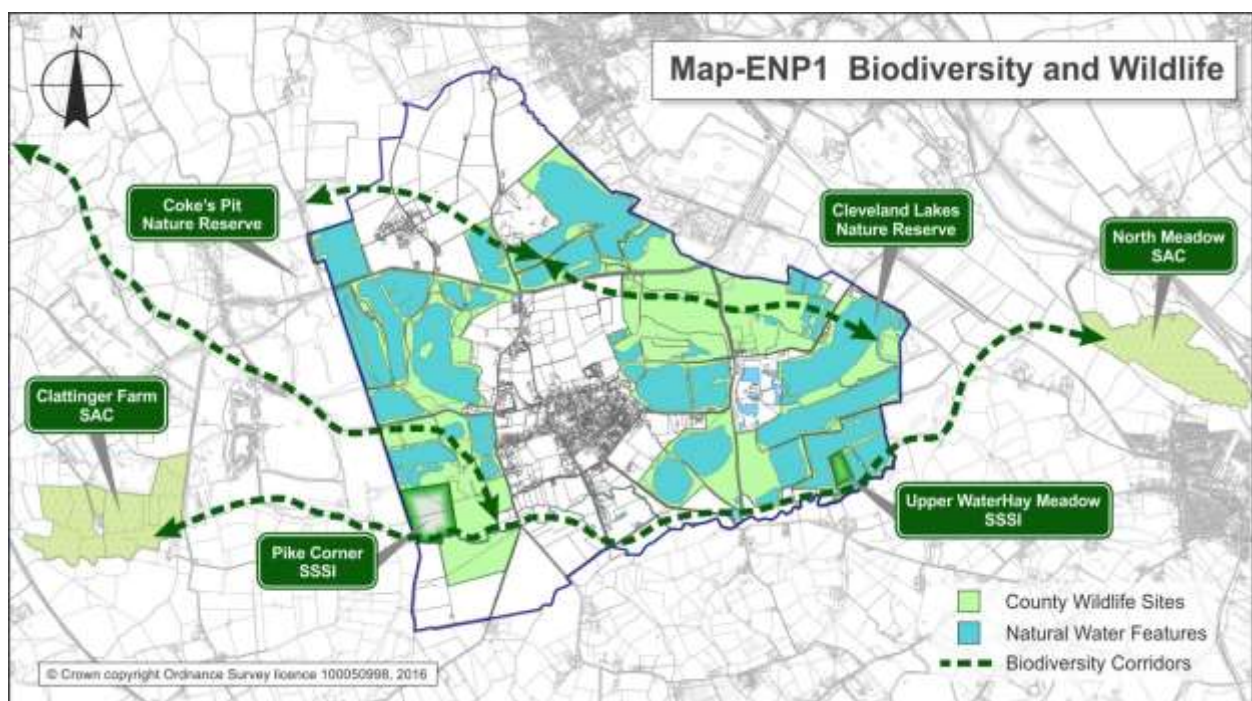 N
Map-ENP1 Biodiversity and Wildlife
Coke's Pit
Nature Reserve
Cleveland Lakes
Nature Reserve
North Meadow
SAC
Clattinger Farm
SAC
Upper WaterHay Meadow
SSSI
Pike Corner
SSSI
County Wildlife Sites
Natural Water Features
Biodiversity Corridors
© Crown copyright Ordnance Survey licence 100050998, 2016